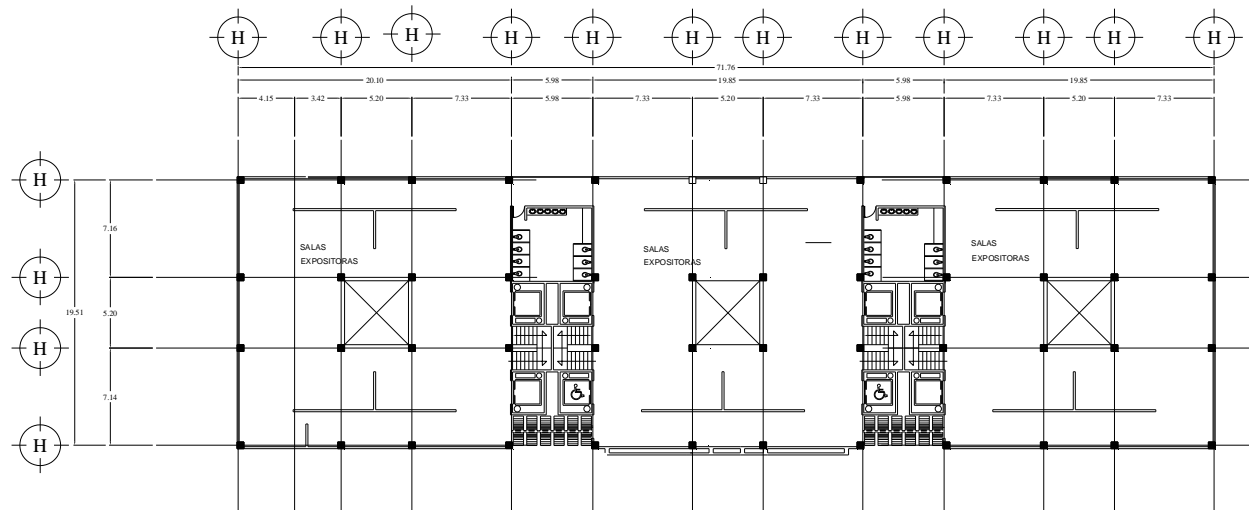 H H H H H H H H H H H H
71.76
20.10 5.98 19.85 5.98 19.85
4.15 3.42 5.20 7.33 5.98 7.33 5.20 7.33 5.98 7.33 5.20 7.33
H
7.16
SALAS
EXPOSITORAS
SALAS
EXPOSITORAS
SALAS
EXPOSITORAS
H
19.51
5.20
H
7.14
H